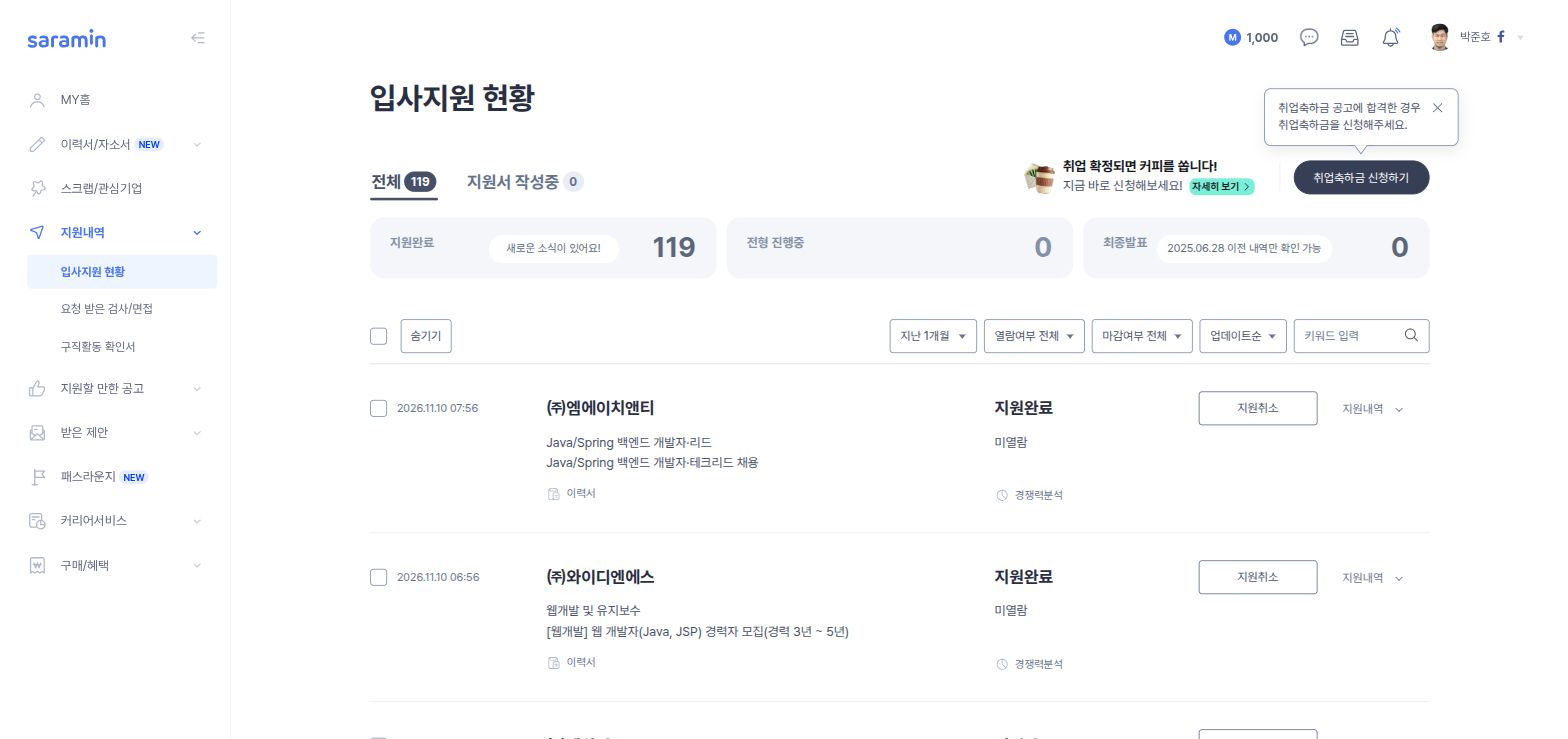 saramin
M 1,000
박준호
MY홈
이력서/자소서 NEW
스크랩/관심기업
지원내역
입사지원 현황
요청 받은 검사/면접
구직활동 확인서
지원할 만한 공고
받은 제안
패스라운지 NEW
커리어서비스
구매/혜택
입사지원 현황
취업축하금 공고에 합격한 경우
취업축하금을 신청해주세요.
전체 119
지원서 작성중 0
취업 확정되면 커피를 쏩니다!
지금 바로 신청해보세요! 자세히 보기
취업축하금 신청하기
지원완료 새로운 소식이 있어요! 119
전형 진행중 0
최종발표 2025.06.28 이전 내역만 확인 가능 0
숨기기
지난 1개월
열람여부 전체
마감여부 전체
업데이트순
키워드 입력
2026.11.10 07:56
㈜엠에이치앤티
Java/Spring 백엔드 개발자·리드
Java/Spring 백엔드 개발자·테크리드 채용
이력서
지원완료
미열람
경쟁력분석
지원취소
지원내역
2026.11.10 06:56
㈜와이디엔에스
웹개발 및 유지보수
[웹개발] 웹 개발자(Java, JSP) 경력자 모집(경력 3년 ~ 5년)
이력서
지원완료
미열람
경쟁력분석
지원취소
지원내역